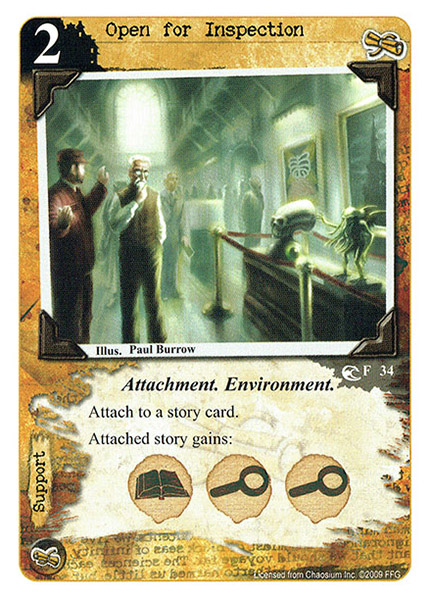 2
Open for Inspection
Illus. Paul Burrow
F 34
Attachment. Environment.
Attach to a story card.
Attached story gains:
Support
Licensed from Chaosium Inc. ©2009 FFG